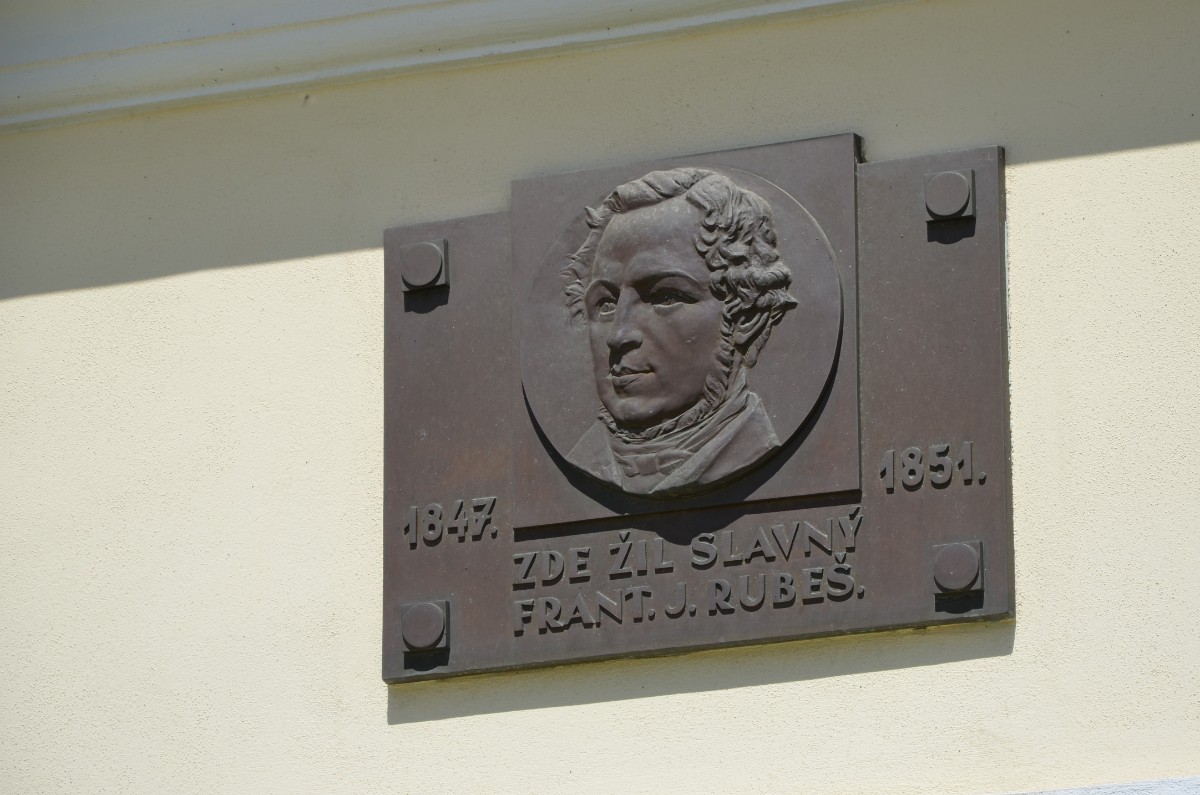 1847. 1851.
ZDE ŽIL SLAVNÝ
FRANT. J. RUBEŠ.